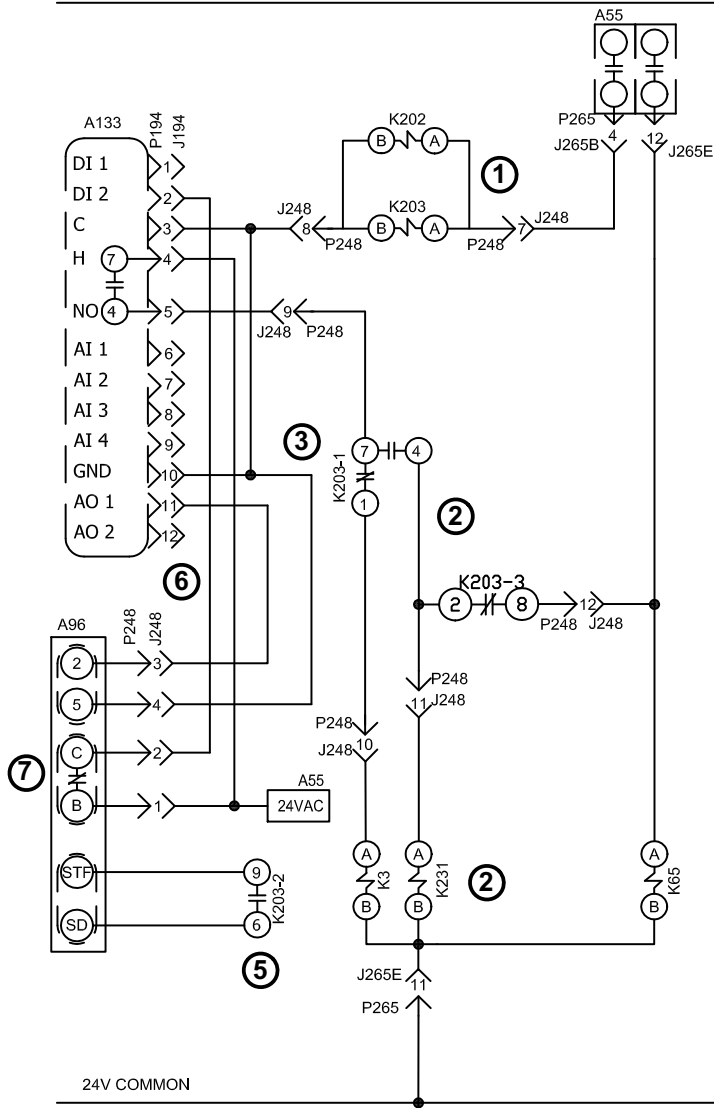 A55
P265
4
12
J265B
J265E
A133
P194
J194
K202
B
A
1
J248
8
P248
K203
B
A
P248
7
J248
DI 1
1
DI 2
2
C
3
H
7
4
NO
4
5
J248
9
P248
AI 1
6
AI 2
7
AI 3
8
AI 4
9
GND
10
AO 1
11
AO 2
12
3
7
4
K203-1
1
2
6
K203-3
2
8
P248
12
J248
A96
P248
J248
2
3
5
4
C
2
7
B
1
A55
24VAC
P248
11
J248
P248
10
J248
STF
9
K203-2
SD
6
5
A
K3
B
A
K231
B
2
A
K65
B
J265E
11
P265
24V COMMON